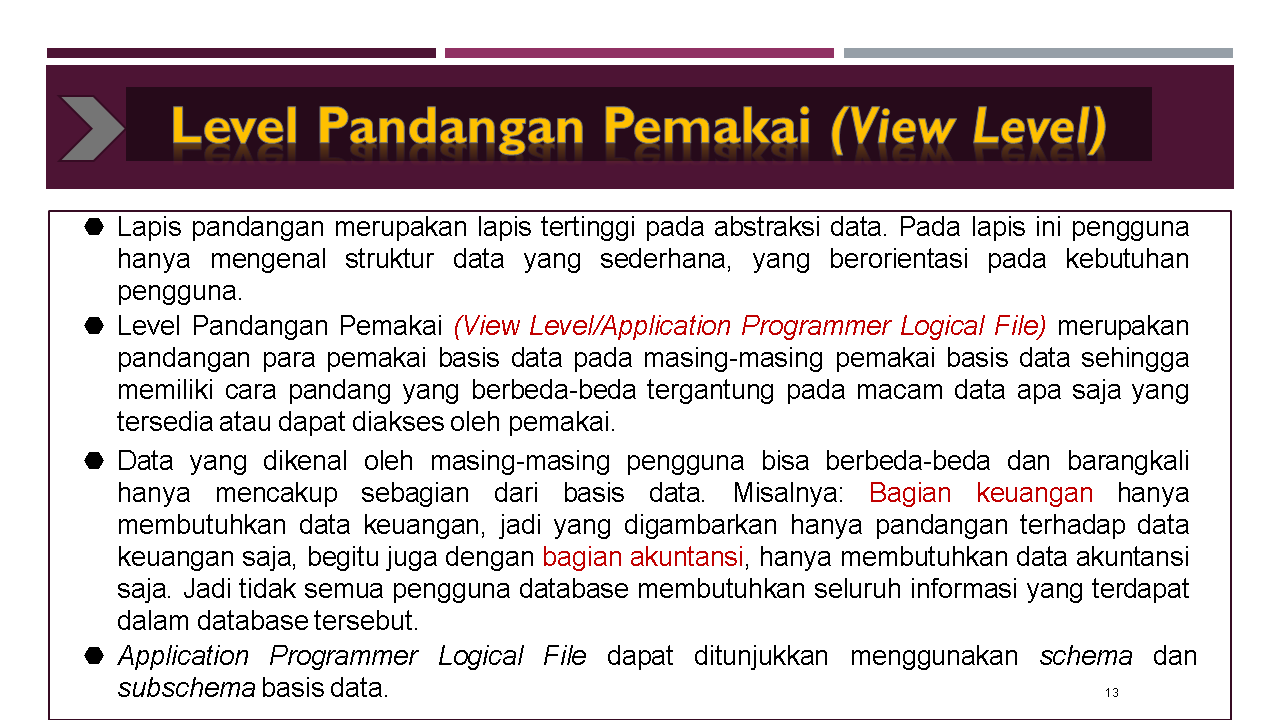 Level Pandangan Pemakai (View Level)
Lapis pandangan merupakan lapis tertinggi pada abstraksi data. Pada lapis ini pengguna
hanya mengenal struktur data yang sederhana, yang berorientasi pada kebutuhan
pengguna.
Level Pandangan Pemakai (View Level/Application Programmer Logical File) merupakan
pandangan para pemakai basis data pada masing-masing pemakai basis data sehingga
memiliki cara pandang yang berbeda-beda tergantung pada macam data apa saja yang
tersedia atau dapat diakses oleh pemakai.
Data yang dikenal oleh masing-masing pengguna bisa berbeda-beda dan barangkali
hanya mencakup sebagian dari basis data. Misalnya: Bagian keuangan hanya
membutuhkan data keuangan, jadi yang digambarkan hanya pandangan terhadap data
keuangan saja, begitu juga dengan bagian akuntansi, hanya membutuhkan data akuntansi
saja. Jadi tidak semua pengguna database membutuhkan seluruh informasi yang terdapat
dalam database tersebut.
Application Programmer Logical File dapat ditunjukkan menggunakan schema dan
subschema basis data.
13